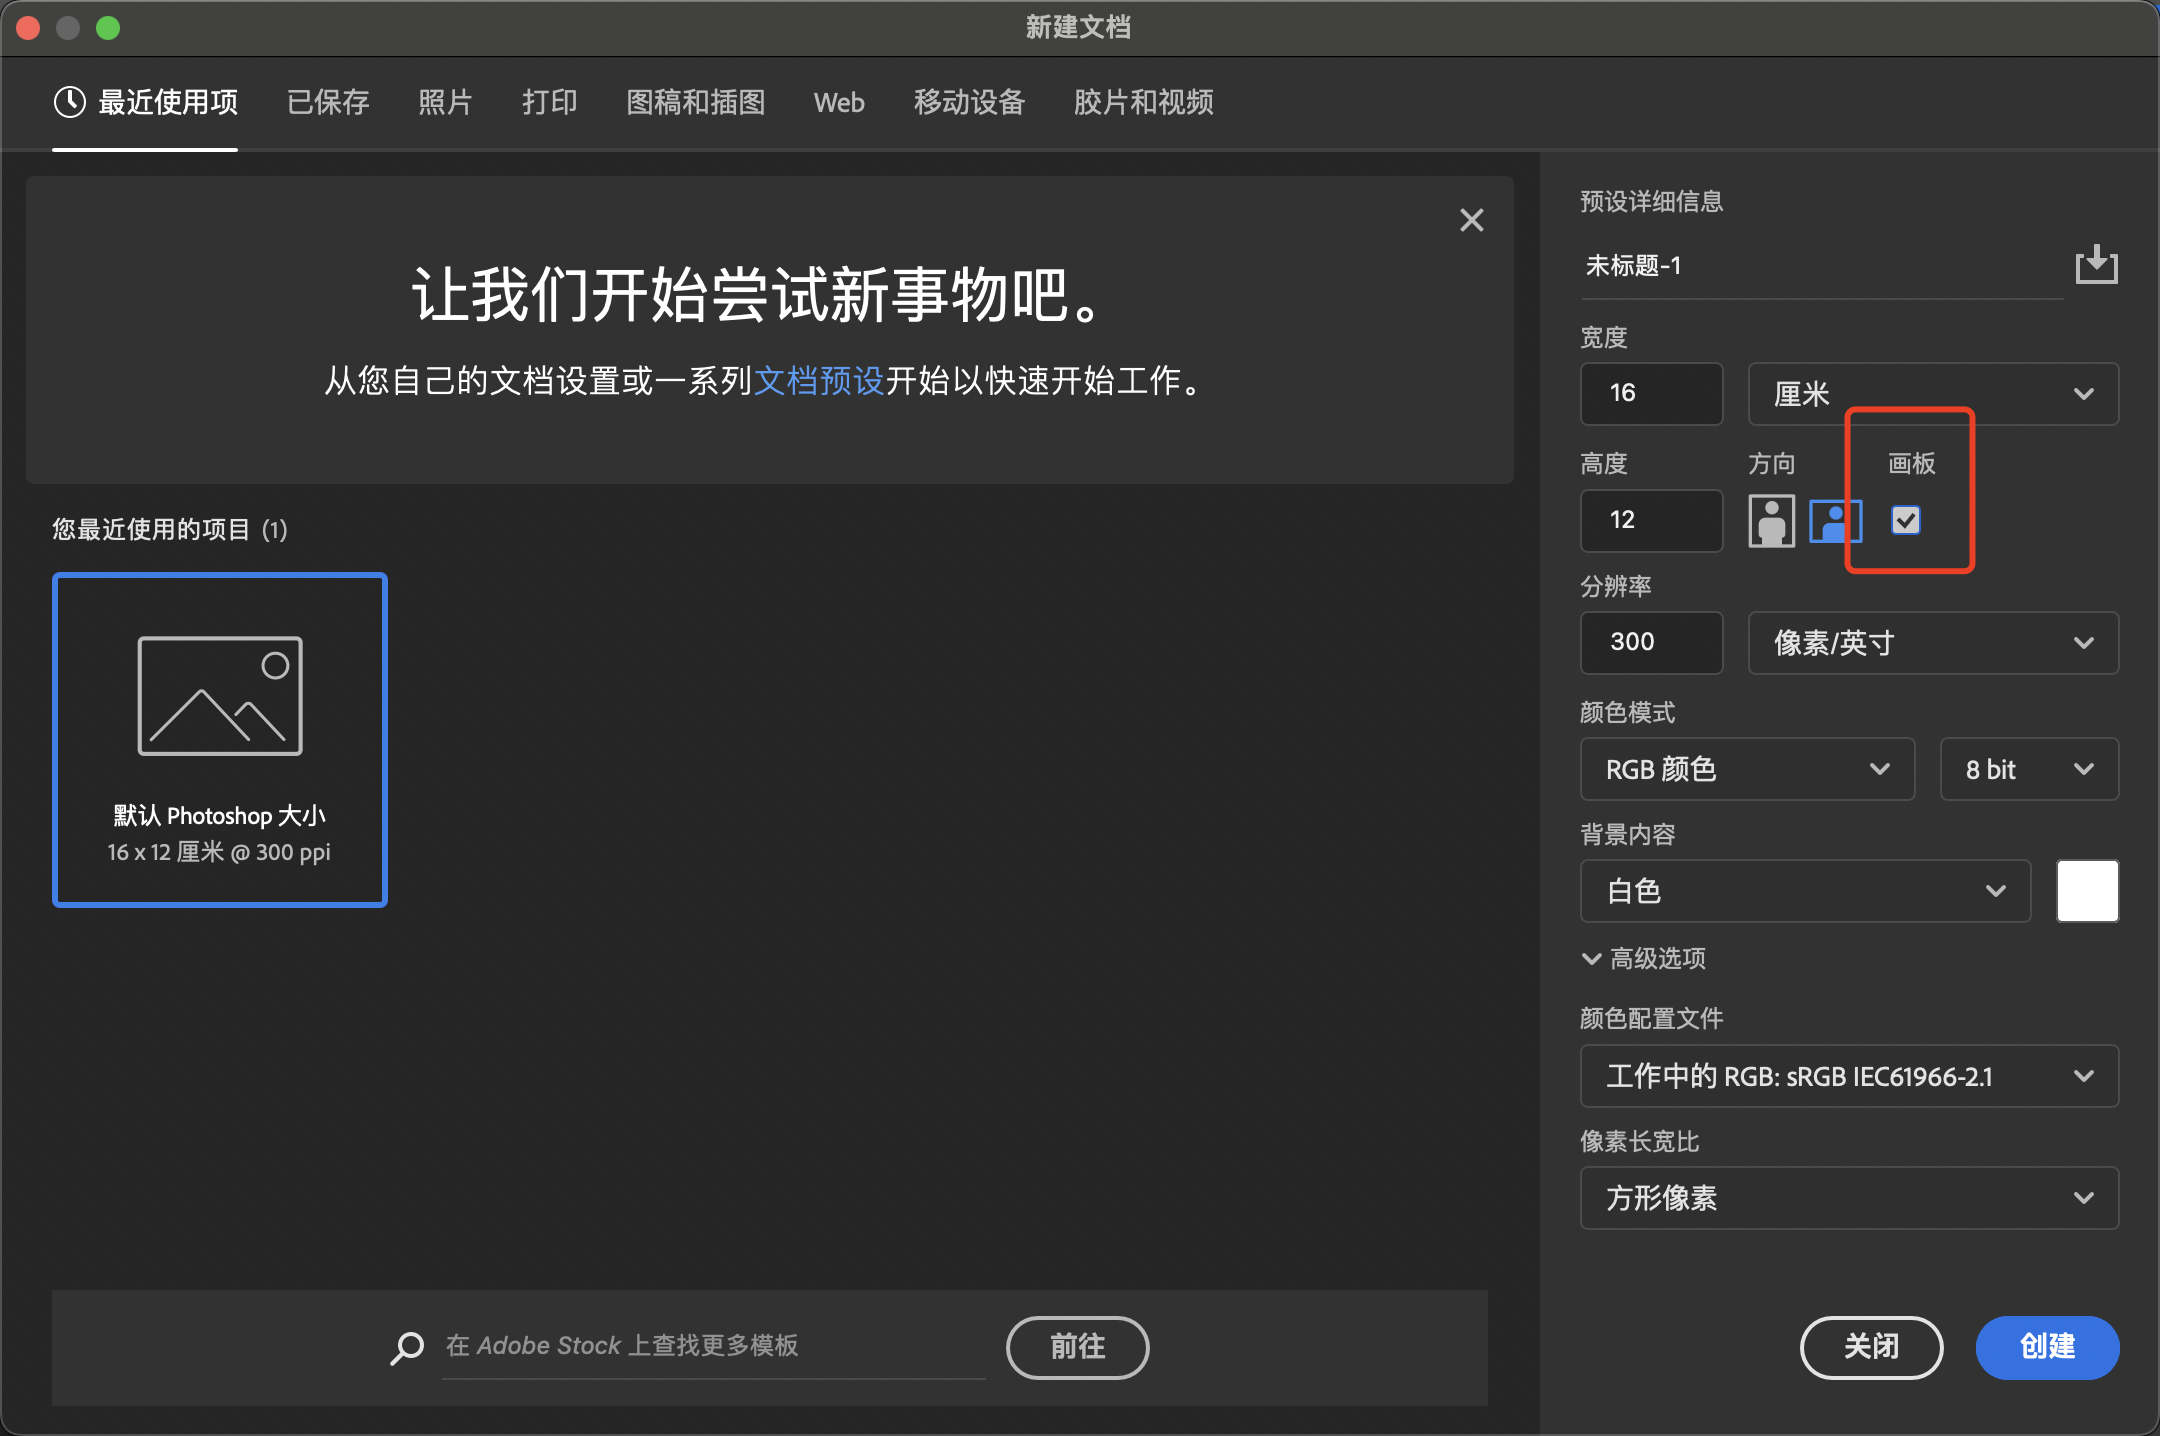 新建文档
最近使用项
已保存
照片
打印
图稿和插图
Web
移动设备
胶片和视频
让我们开始尝试新事物吧。
从您自己的文档设置或一系列文档预设开始以快速开始工作。
您最近使用的项目 (1)
默认 Photoshop 大小
16 x 12 厘米 @ 300 ppi
在 Adobe Stock 上查找更多模板
前往
预设详细信息
未标题-1
宽度
16
厘米
高度
方向
画板
12
分辨率
300
像素/英寸
颜色模式
RGB 颜色
8 bit
背景内容
白色
高级选项
颜色配置文件
工作中的 RGB: sRGB IEC61966-2.1
像素长宽比
方形像素
关闭
创建